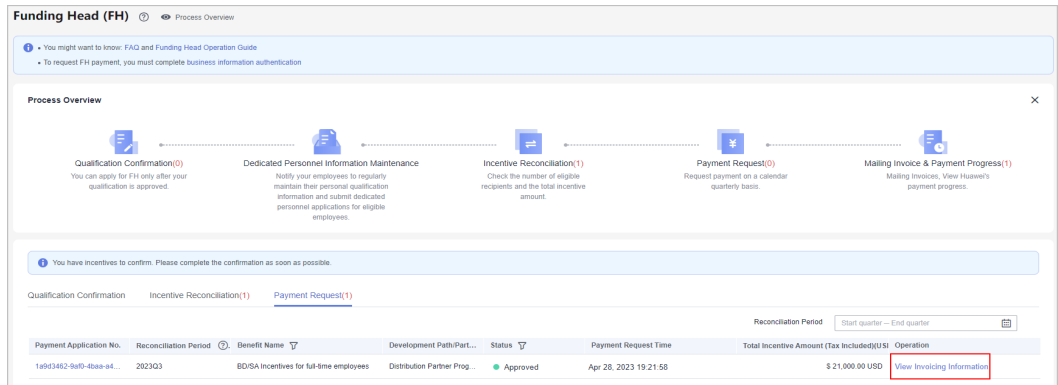 Funding Head (FH) Process Overview
You might want to know: FAQ and Funding Head Operation Guide
To request FH payment, you must complete business information authentication
Process Overview
Qualification Confirmation(0)
You can apply for FH only after your
qualification is approved.
Dedicated Personnel Information Maintenance
Notify your employees to regularly
maintain their personal qualification
information and submit dedicated
personnel applications for eligible
employees.
Incentive Reconciliation(1)
Check the number of eligible
recipients and the total incentive
amount.
Payment Request(0)
Request payment on a calendar
quarterly basis.
Mailing Invoice & Payment Progress(1)
Mailing Invoices, View Huawei's
payment progress.
You have incentives to confirm. Please complete the confirmation as soon as possible.
Qualification Confirmation Incentive Reconciliation(1) Payment Request(1)
Reconciliation Period Start quarter – End quarter
Payment Application No. Reconciliation Period Benefit Name Development Path/Part... Status Payment Request Time Total Incentive Amount (Tax Included)(USI Operation
1a9d3462-9af0-4baa-a4... 2023Q3 BD/SA Incentives for full-time employees Distribution Partner Prog... Approved Apr 28, 2023 19:21:58 $ 21,000.00 USD View Invoicing Information